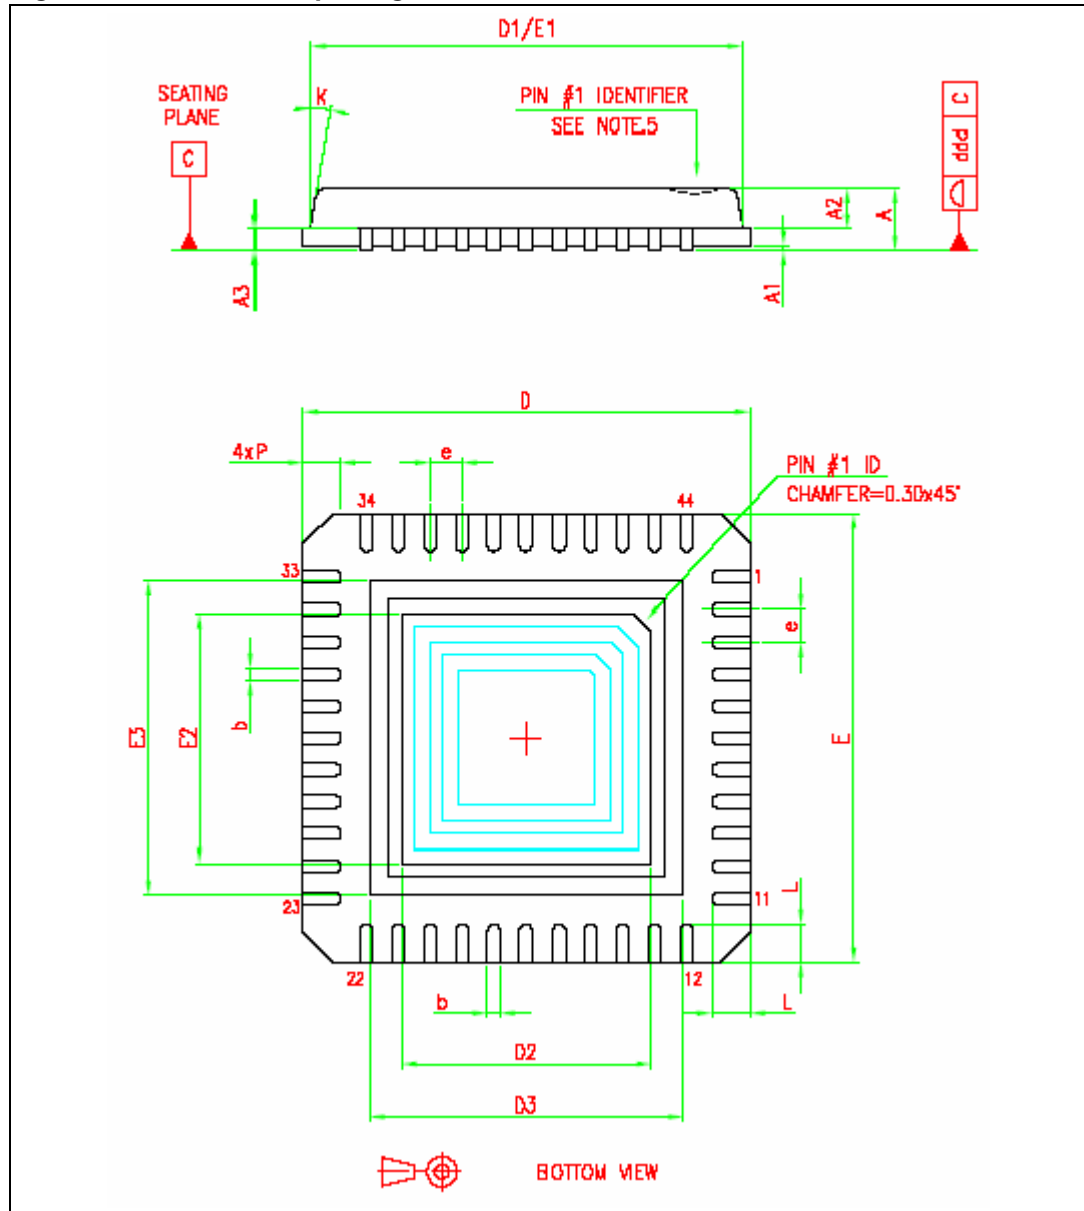 D1/E1
SEATING
PLANE
K
PIN #1 IDENTIFIER
SEE NOTE.5
C
ddd C
A2
A
A3
A1
D
4xP
e
PIN #1 ID
CHAMFER=0.30x45°
34
44
33
1
e
b
E3
E2
E
L
23
11
22
12
b
L
D2
D3
BOTTOM VIEW